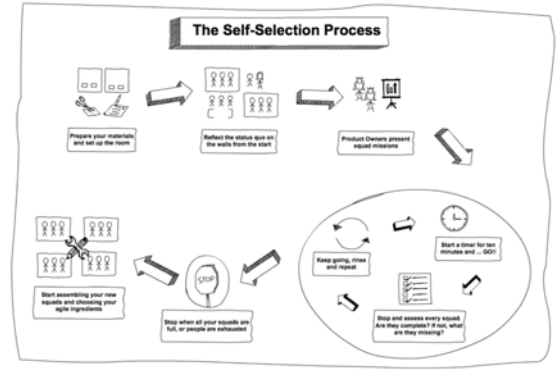 The Self-Selection Process
Prepare your materials,
and set up the room
Reflect the status quo on
the walls from the start
Product Owners present
squad missions
Start a timer for ten
minutes and ... GO!!
Keep going, rinse
and repeat
Stop and assess every squad.
Are they complete? If not, what
are they missing?
STOP
Stop when all your squads are
full, or people are exhausted
Start assembling your new
squads and choosing your
agile ingredients